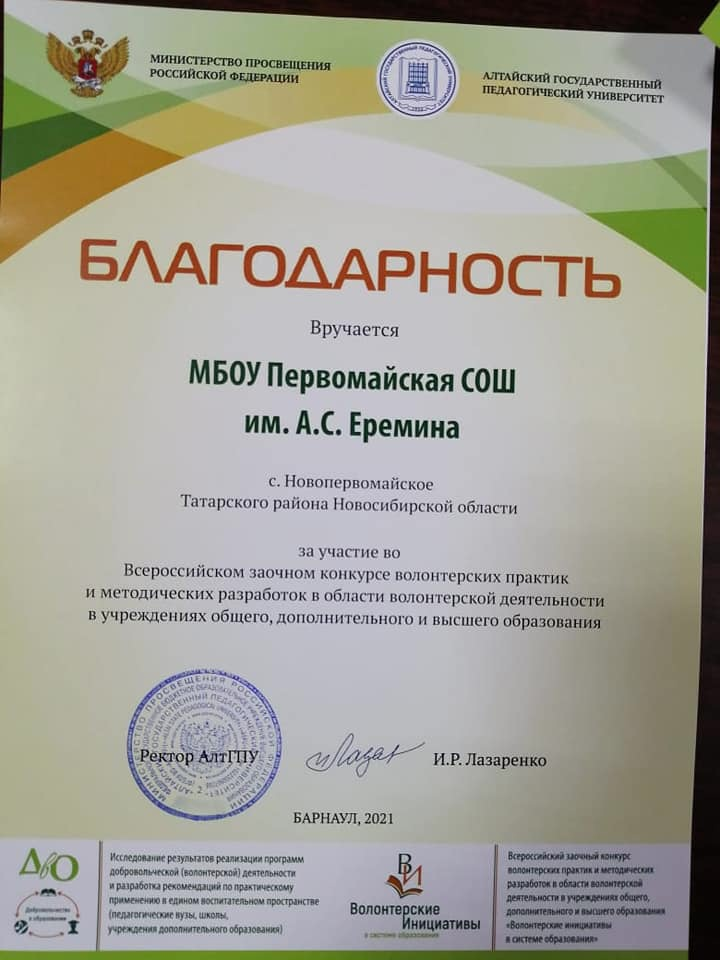 МИНИСТЕРСТВО ПРОСВЕЩЕНИЯ
РОССИЙСКОЙ ФЕДЕРАЦИИ
АЛТАЙСКИЙ ГОСУДАРСТВЕННЫЙ
ПЕДАГОГИЧЕСКИЙ УНИВЕРСИТЕТ
БЛАГОДАРНОСТЬ
Вручается
МБОУ Первомайская СОШ
им. А.С. Еремина
с. Новопервомайское
Татарского района Новосибирской области
за участие во
Всероссийском заочном конкурсе волонтерских практик
и методических разработок в области волонтерской деятельности
в учреждениях общего, дополнительного и высшего образования
Ректор АлтГПУ
И.Р. Лазаренко
БАРНАУЛ, 2021
ДвО
Добровольчество
в образовании
Исследование результатов реализации программ
добровольческой (волонтерской) деятельности
и разработка рекомендаций по практическому
применению в едином воспитательном пространстве
(педагогические вузы, школы,
учреждения дополнительного образования)
ВИ
Волонтерские
Инициативы
в системе образования
Всероссийский заочный конкурс
волонтерских практик и методических
разработок в области волонтерской
деятельности в учреждениях общего,
дополнительного и высшего образования
«Волонтерские инициативы
в системе образования»